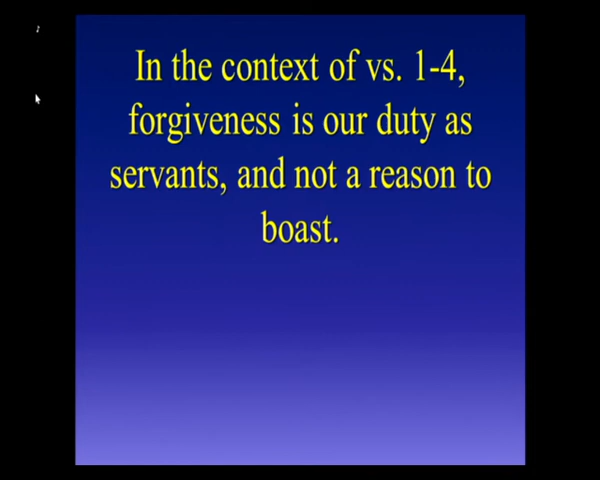 In the context of vs. 1-4,
forgiveness is our duty as
servants, and not a reason to
boast.